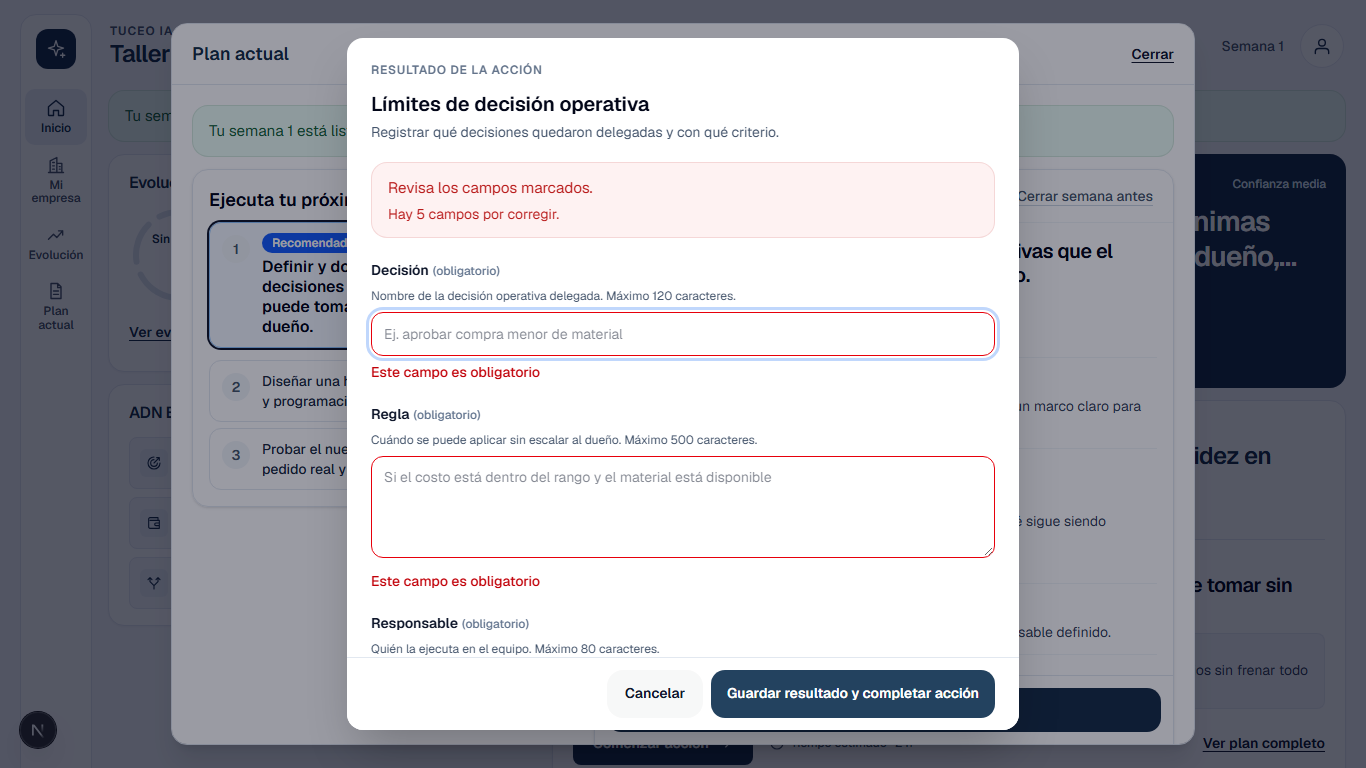 TUCEO IA
Taller
Semana 1
Inicio
Mi
empresa
Evolución
Plan
actual
Tu sem
Ver ev
ADN E
Plan actual
Cerrar
Tu semana 1 está lis
Ejecuta tu próxi
Cerrar semana antes
1
Recomendad
Definir y do
decisiones
puede toma
dueño.
2
Diseñar una h
y programaci
3
Probar el nue
pedido real y
ivas que el
o.
un marco claro para
sigue siendo
sable definido.
Confianza media
nimas
dueño,...
idez en
e tomar sin
os sin frenar todo
Ver plan completo
RESULTADO DE LA ACCIÓN
Límites de decisión operativa
Registrar qué decisiones quedaron delegadas y con qué criterio.
Revisa los campos marcados.
Hay 5 campos por corregir.
Decisión (obligatorio)
Nombre de la decisión operativa delegada. Máximo 120 caracteres.
Ej. aprobar compra menor de material
Este campo es obligatorio
Regla (obligatorio)
Cuándo se puede aplicar sin escalar al dueño. Máximo 500 caracteres.
Si el costo está dentro del rango y el material está disponible
Este campo es obligatorio
Responsable (obligatorio)
Quién la ejecuta en el equipo. Máximo 80 caracteres.
Cancelar
Guardar resultado y completar acción